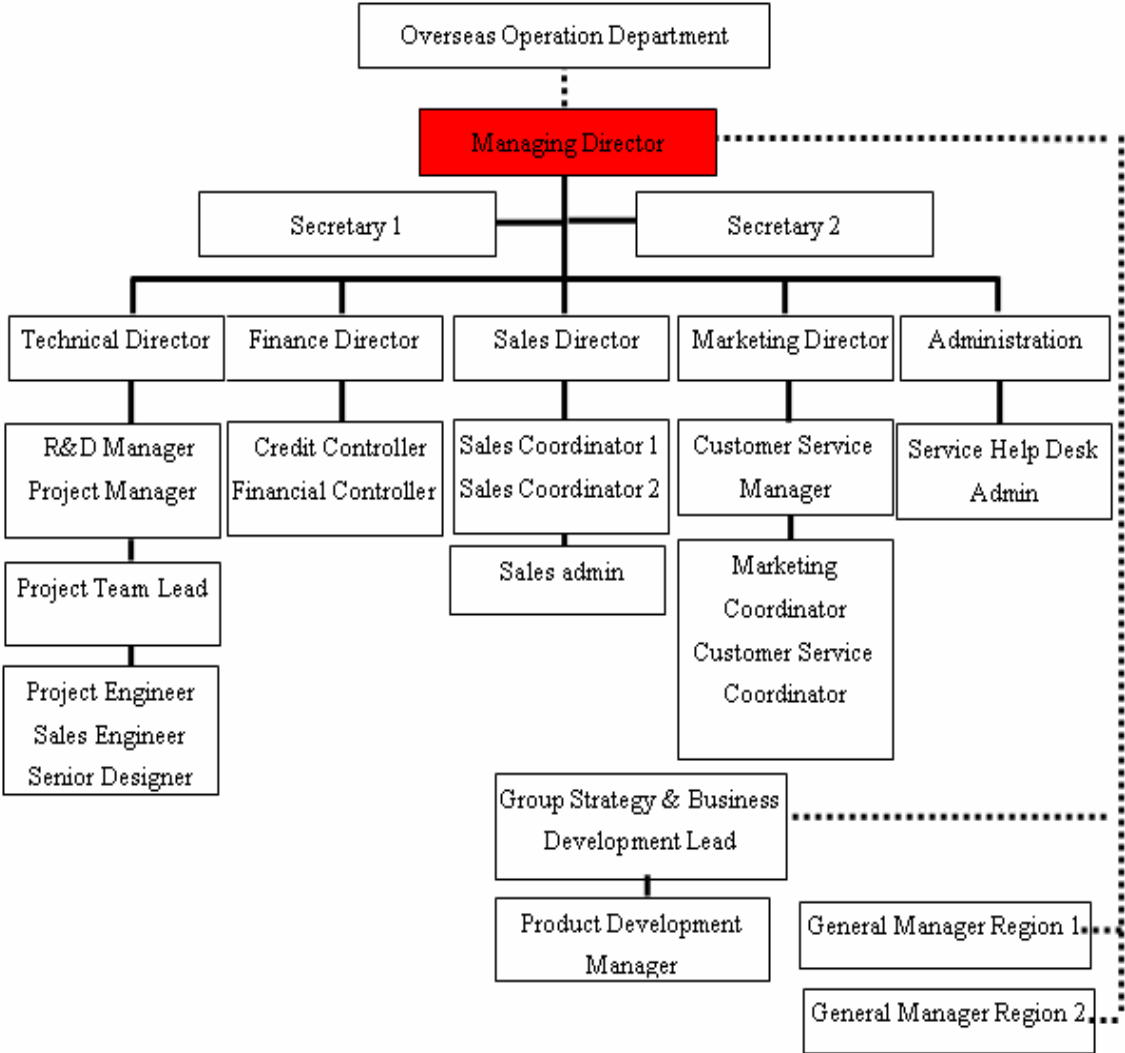 Overseas Operation Department
Managing Director
Secretary 1
Secretary 2
Technical Director
Finance Director
Sales Director
Marketing Director
Administration
R&D Manager
Project Manager
Credit Controller
Financial Controller
Sales Coordinator 1
Sales Coordinator 2
Customer Service
Manager
Service Help Desk
Admin
Project Team Lead
Sales admin
Marketing
Coordinator
Customer Service
Coordinator
Project Engineer
Sales Engineer
Senior Designer
Group Strategy & Business
Development Lead
Product Development
Manager
General Manager Region 1
General Manager Region 2